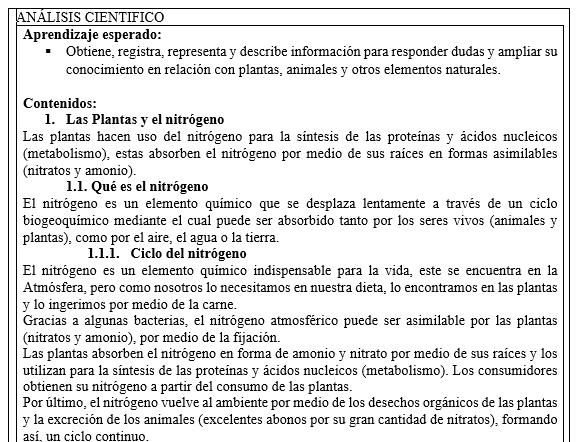 ANÁLISIS CIENTIFICO
Aprendizaje esperado:
▪ Obtiene, registra, representa y describe información para responder dudas y ampliar su
conocimiento en relación con plantas, animales y otros elementos naturales.
Contenidos:
1. Las Plantas y el nitrógeno
Las plantas hacen uso del nitrógeno para la síntesis de las proteínas y ácidos nucleicos
(metabolismo), estas absorben el nitrógeno por medio de sus raíces en formas asimilables
(nitratos y amonio).
1.1. Qué es el nitrógeno
El nitrógeno es un elemento químico que se desplaza lentamente a través de un ciclo
biogeoquímico mediante el cual puede ser absorbido tanto por los seres vivos (animales y
plantas), como por el aire, el agua o la tierra.
1.1.1. Ciclo del nitrógeno
El nitrógeno es un elemento químico indispensable para la vida, este se encuentra en la
Atmósfera, pero como nosotros lo necesitamos en nuestra dieta, lo encontramos en las plantas
y lo ingerimos por medio de la carne.
Gracias a algunas bacterias, el nitrógeno atmosférico puede ser asimilable por las plantas
(nitratos y amonio), por medio de la fijación.
Las plantas absorben el nitrógeno en forma de amonio y nitrato por medio de sus raíces y los
utilizan para la síntesis de las proteínas y ácidos nucleicos (metabolismo). Los consumidores
obtienen su nitrógeno a partir del consumo de las plantas.
Por último, el nitrógeno vuelve al ambiente por medio de los desechos orgánicos de las plantas
y la excreción de los animales (excelentes abonos por su gran cantidad de nitratos), formando
así, un ciclo continuo.